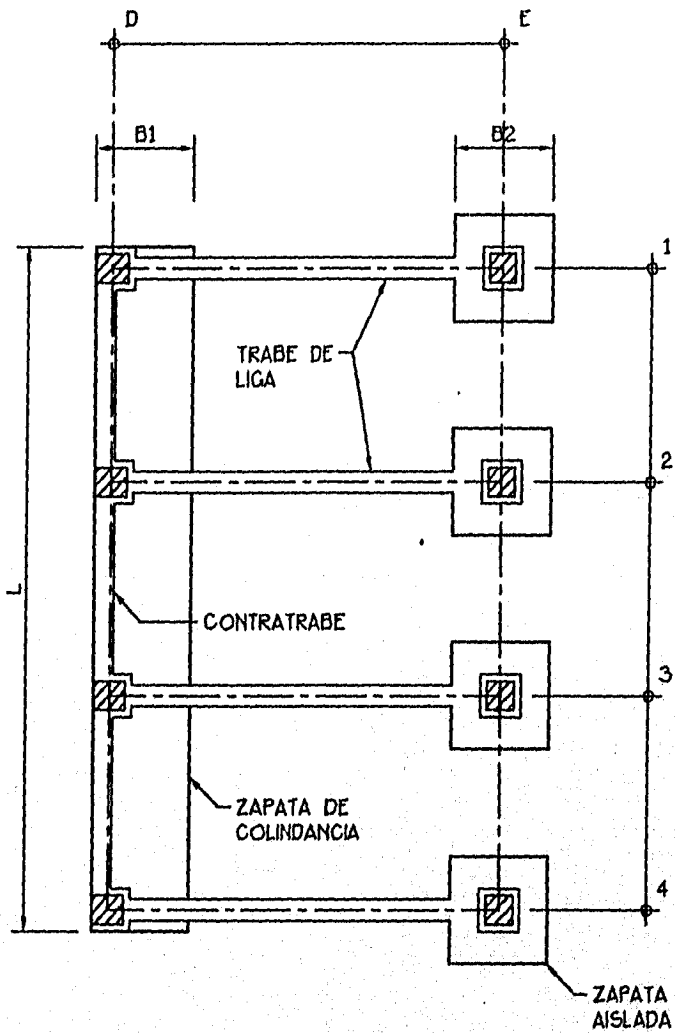 D
E
B1
B2
1
TRABE DE
LIGA
2
L
CONTRATRABE
3
ZAPATA DE
COLINDANCIA
4
ZAPATA
AISLADA